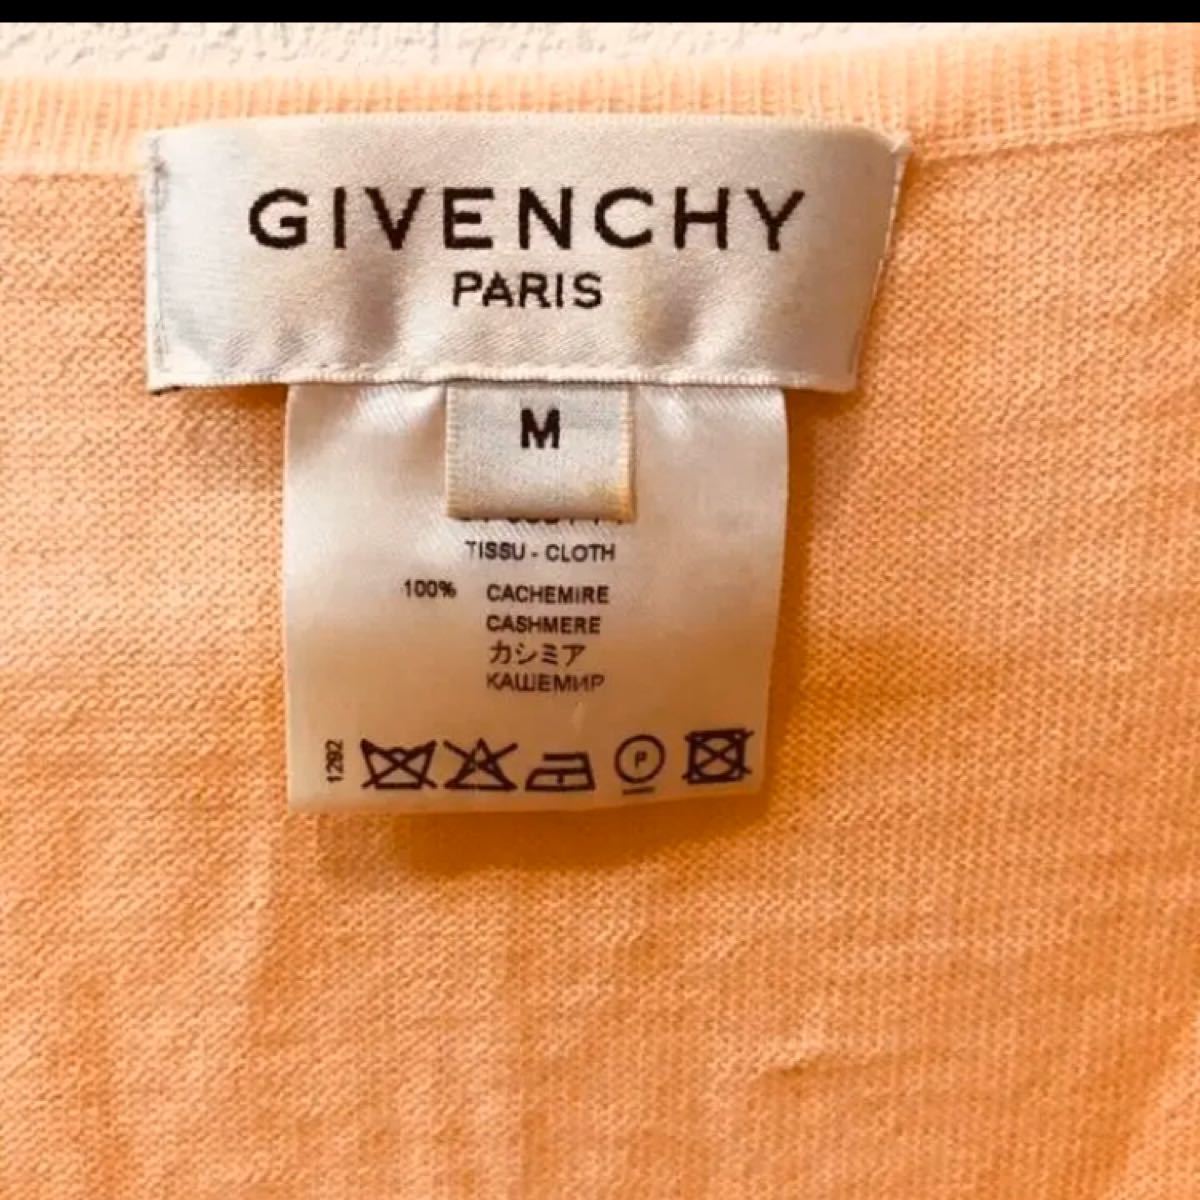 GIVENCHY
PARIS
M
TISSU - CLOTH
100% CACHEMIRE
CASHMERE
カシミア
КАШЕМИР
1292
P